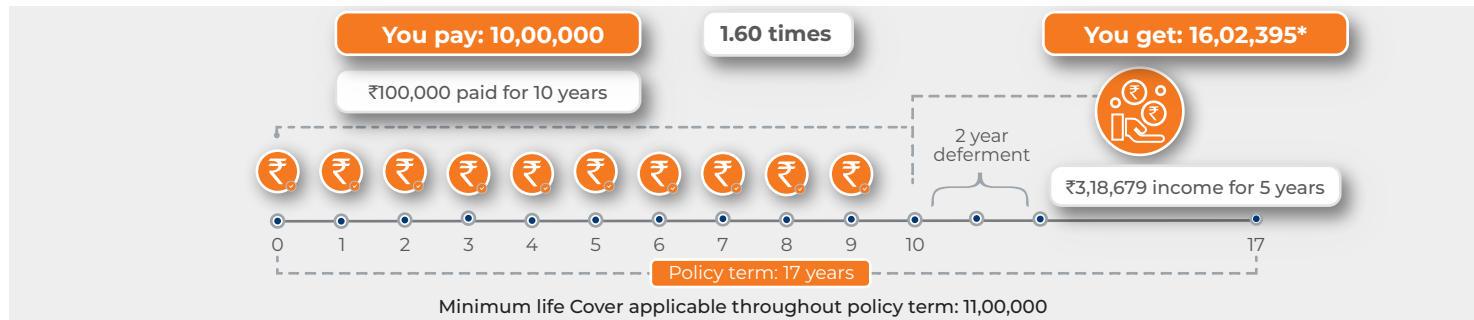 You pay: 10,00,000
1.60 times
You get: 16,02,395*
₹100,000 paid for 10 years
2 year
deferment
₹3,18,679 income for 5 years
0 1 2 3 4 5 6 7 8 9 10 17
Policy term: 17 years
Minimum life Cover applicable throughout policy term: 11,00,000